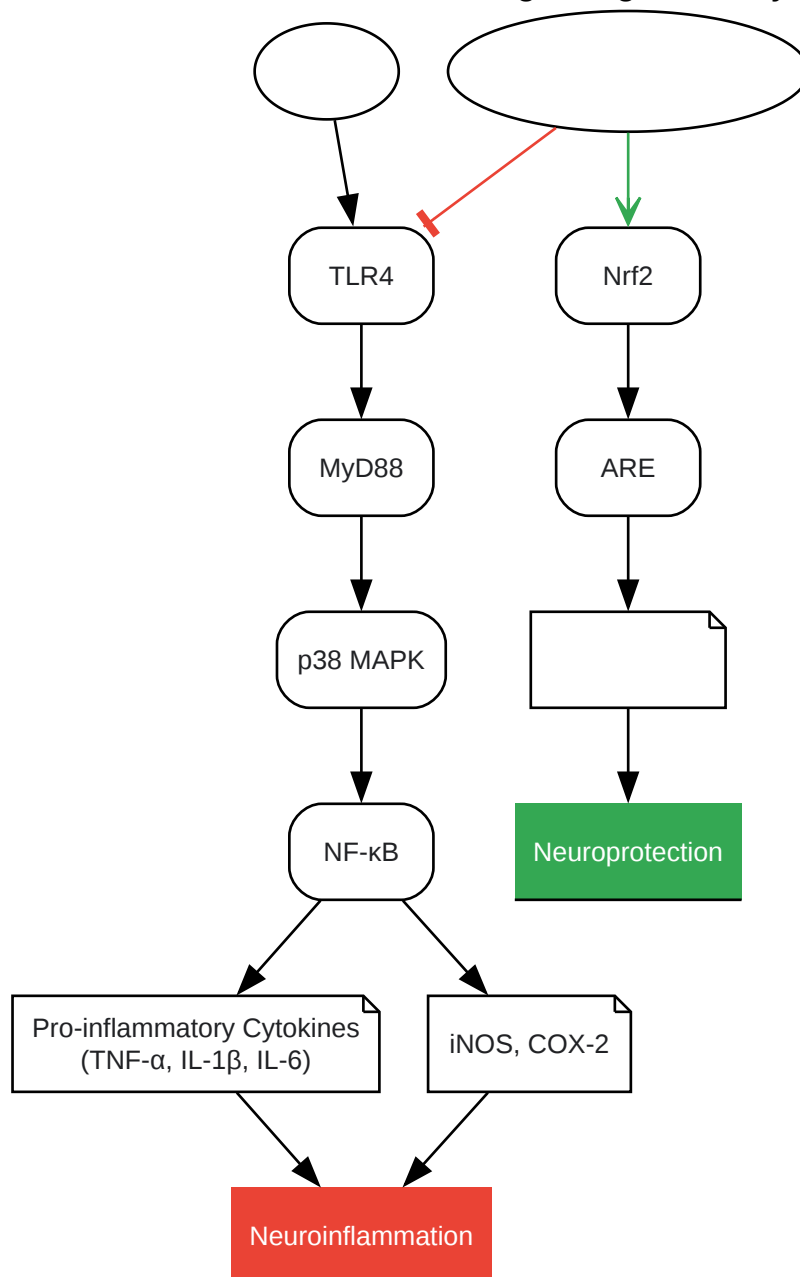 TLR4
Nrf2
MyD88
ARE
p38 MAPK
NF-κB
Neuroprotection
Pro-inflammatory Cytokines
(TNF-α, IL-1β, IL-6)
iNOS, COX-2
Neuroinflammation